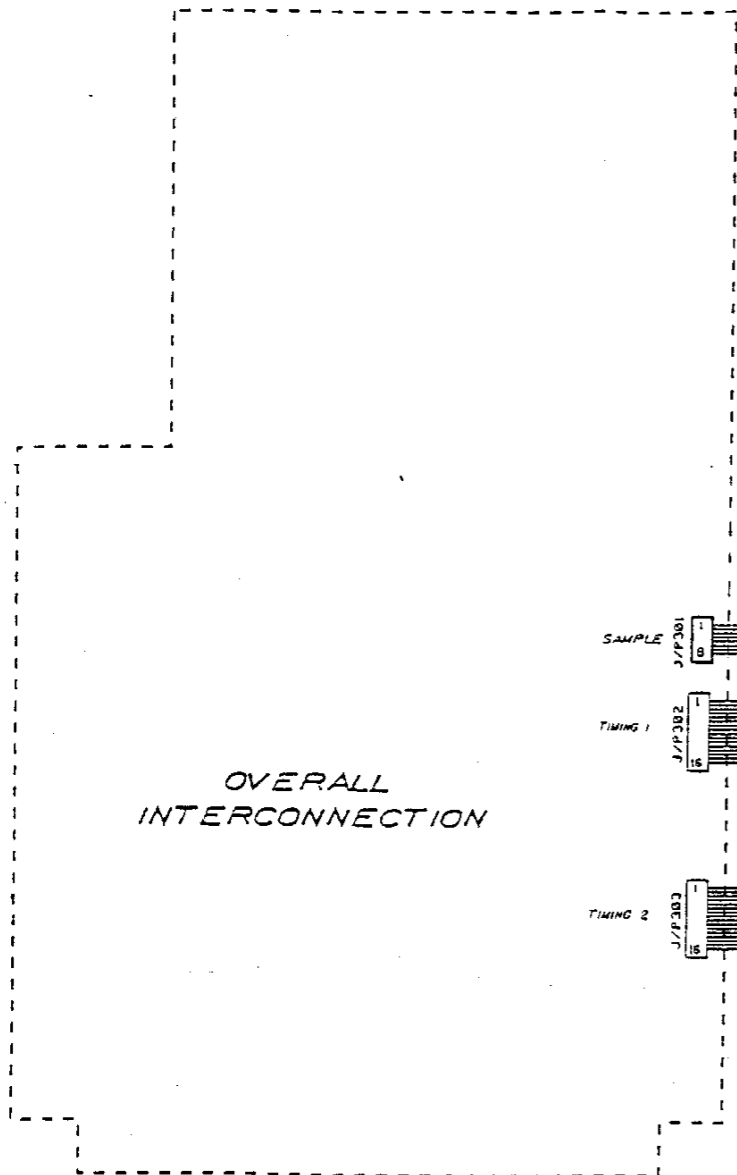 SAMPLE
J/P301
1
8
TIMING 1
J/P302
1
16
OVERALL
INTERCONNECTION
TIMING 2
J/P303
1
16